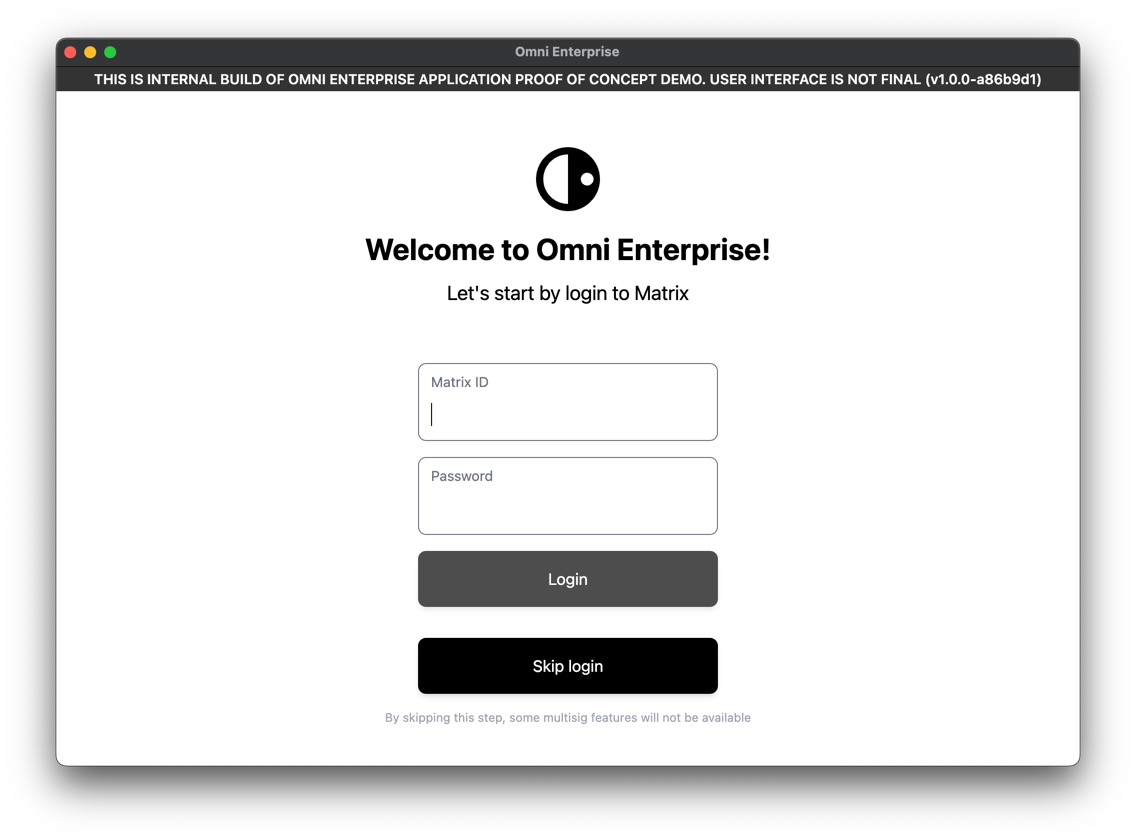 Omni Enterprise
THIS IS INTERNAL BUILD OF OMNI ENTERPRISE APPLICATION PROOF OF CONCEPT DEMO. USER INTERFACE IS NOT FINAL (v1.0.0-a86b9d1)
Welcome to Omni Enterprise!
Let's start by login to Matrix
Matrix ID
Password
Login
Skip login
By skipping this step, some multisig features will not be available